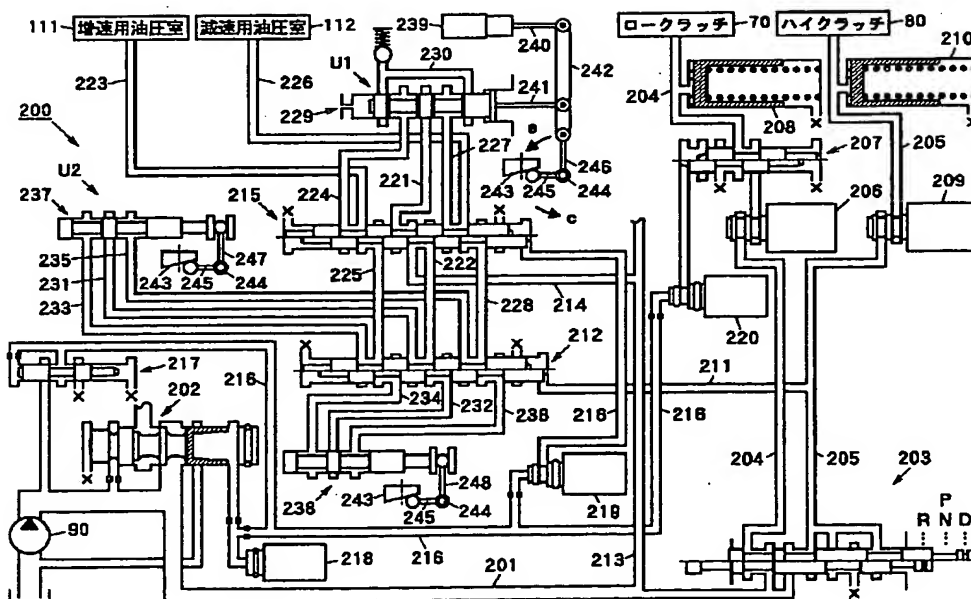 111 増速用油圧室 減速用油圧室 112 239 240 ロークラッチ 70 ハイクラッチ 80
223 226 U1 230 242 210
200 229 241 204 208
U2 227 246 207 205
237 224 221 243 245 244 206 209
215 c
235 247 225 222
231 243 245 244 228 214 220
233
217 216 212
202 234 232 238 216 216 211
204 205 203
238 243 245 248 244 219
90 P
R N D
218 216 213
201